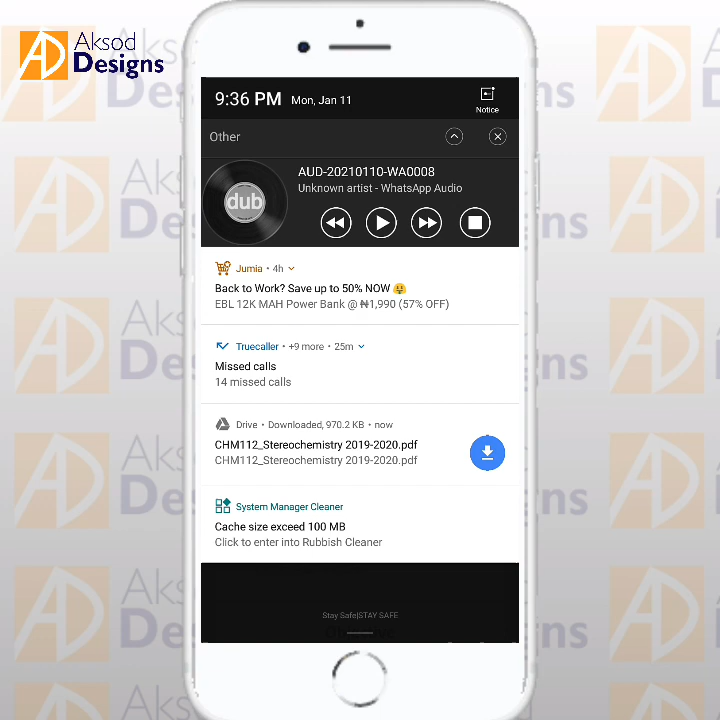 Aksod
Designs
9:36 PM Mon, Jan 11
Notice
Other
AUD-20210110-WA0008
Unknown artist - WhatsApp Audio
dub
Jumia • 4h
Back to Work? Save up to 50% NOW 🤑
EBL 12K MAH Power Bank @ ₦1,990 (57% OFF)
Truecaller • +9 more • 25m
Missed calls
14 missed calls
Drive • Downloaded, 970.2 KB • now
CHM112_Stereochemistry 2019-2020.pdf
CHM112_Stereochemistry 2019-2020.pdf
System Manager Cleaner
Cache size exceed 100 MB
Click to enter into Rubbish Cleaner
Stay Safe|STAY SAFE